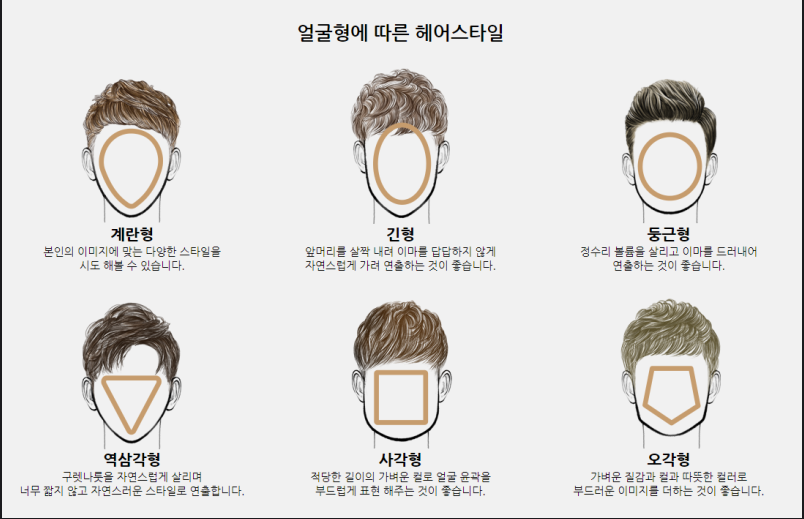 얼굴형에 따른 헤어스타일
계란형
본인의 이미지에 맞는 다양한 스타일을
시도 해볼 수 있습니다.
긴형
앞머리를 살짝 내려 이마를 답답하지 않게
자연스럽게 가려 연출하는 것이 좋습니다.
둥근형
정수리 볼륨을 살리고 이마를 드러내어
연출하는 것이 좋습니다.
역삼각형
구렛나룻을 자연스럽게 살리며
너무 짧지 않고 자연스러운 스타일로 연출합니다.
사각형
적당한 길이의 가벼운 컬로 얼굴 윤곽을
부드럽게 표현 해주는 것이 좋습니다.
오각형
가벼운 질감과 컬과 따뜻한 컬러로
부드러운 이미지를 더하는 것이 좋습니다.